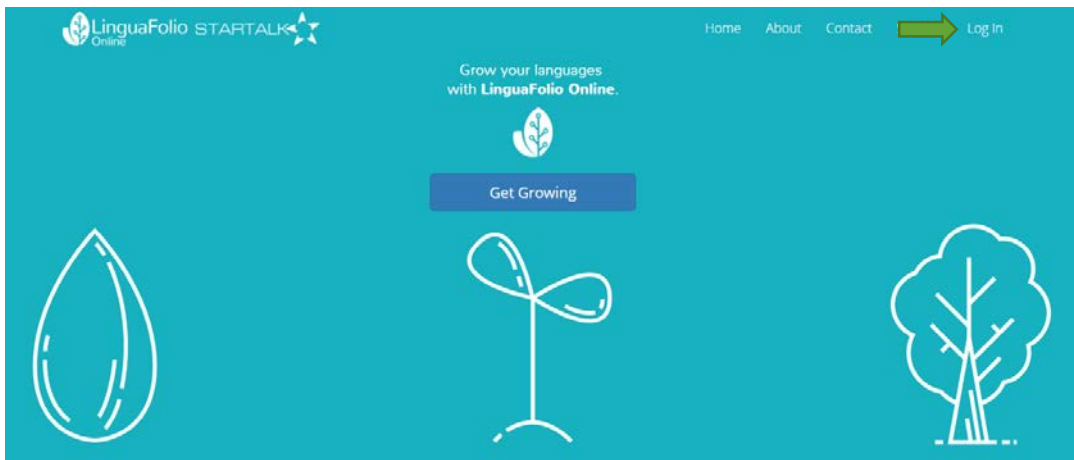 LinguaFolio STARTALK
Online
Home About Contact Log In
Grow your languages
with LinguaFolio Online.
Get Growing